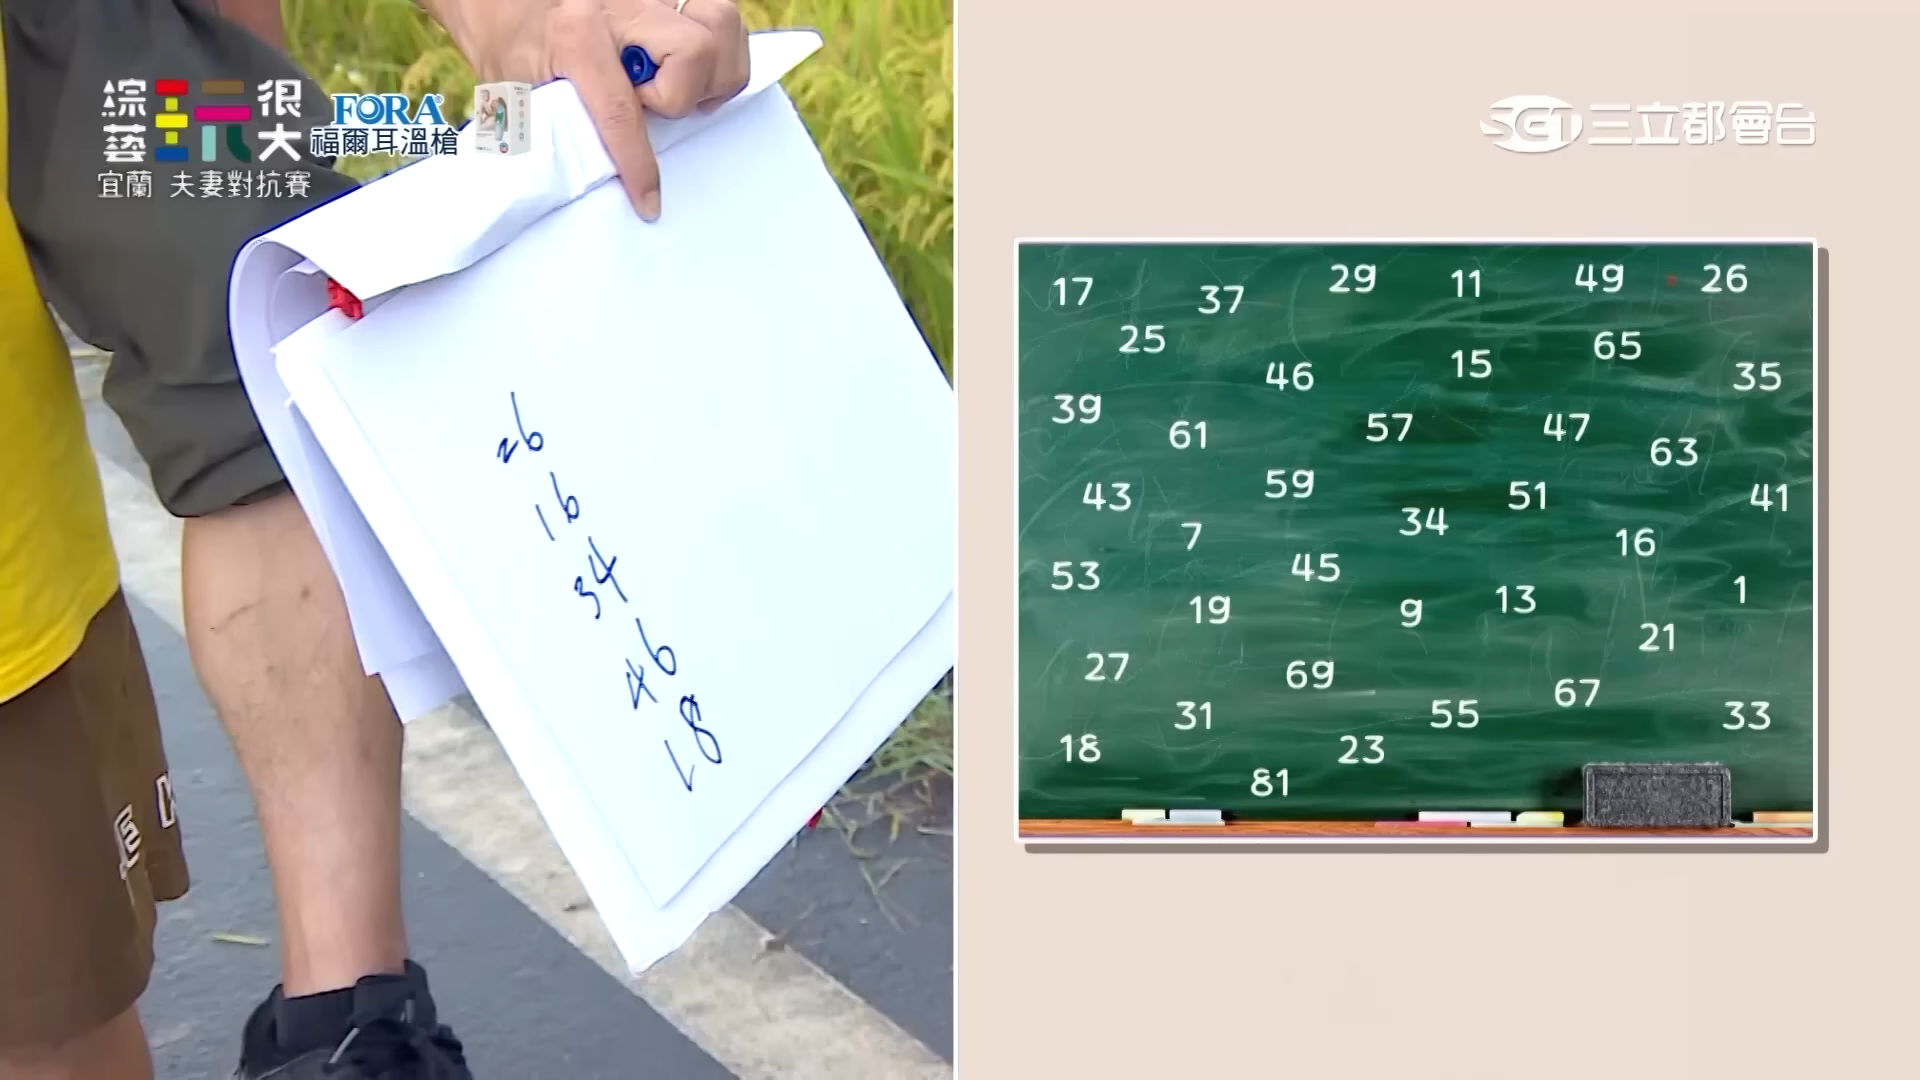 綜藝玩很大
FORA
福爾耳溫槍
宜蘭 夫妻對抗賽
SET 三立都會台
26
16
34
46
18
17 37 29 11 49 26
25 46 15 65 35
39 61 57 47 63
43 59 51 41
7 34 16
53 45 1
19 9 13 21
27 69 67
31 55 33
18 23
81